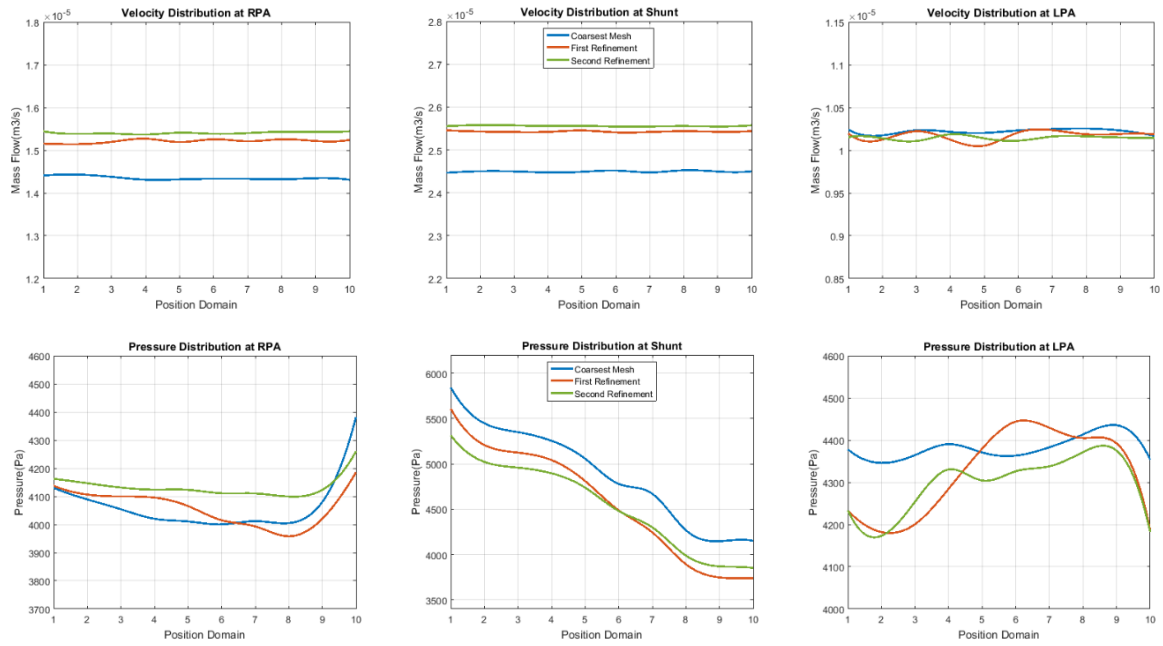 Velocity Distribution at RPA
×10⁻⁵
1.8
1.7
1.6
1.5
1.4
1.3
1.2
Mass Flow(m3/s)
1 2 3 4 5 6 7 8 9 10
Position Domain
Velocity Distribution at Shunt
×10⁻⁵
2.8
2.7
2.6
2.5
2.4
2.3
2.2
Mass Flow(m3/s)
Coarsest Mesh
First Refinement
Second Refinement
1 2 3 4 5 6 7 8 9 10
Position Domain
Velocity Distribution at LPA
×10⁻⁵
1.15
1.1
1.05
1
0.95
0.9
0.85
Mass Flow(m3/s)
1 2 3 4 5 6 7 8 9 10
Position Domain
Pressure Distribution at RPA
4600
4500
4400
4300
4200
4100
4000
3900
3800
3700
Pressure(Pa)
1 2 3 4 5 6 7 8 9 10
Position Domain
Pressure Distribution at Shunt
6000
5500
5000
4500
4000
3500
Pressure(Pa)
Coarsest Mesh
First Refinement
Second Refinement
1 2 3 4 5 6 7 8 9 10
Position Domain
Pressure Distribution at LPA
4600
4500
4400
4300
4200
4100
4000
Pressure(Pa)
1 2 3 4 5 6 7 8 9 10
Position Domain